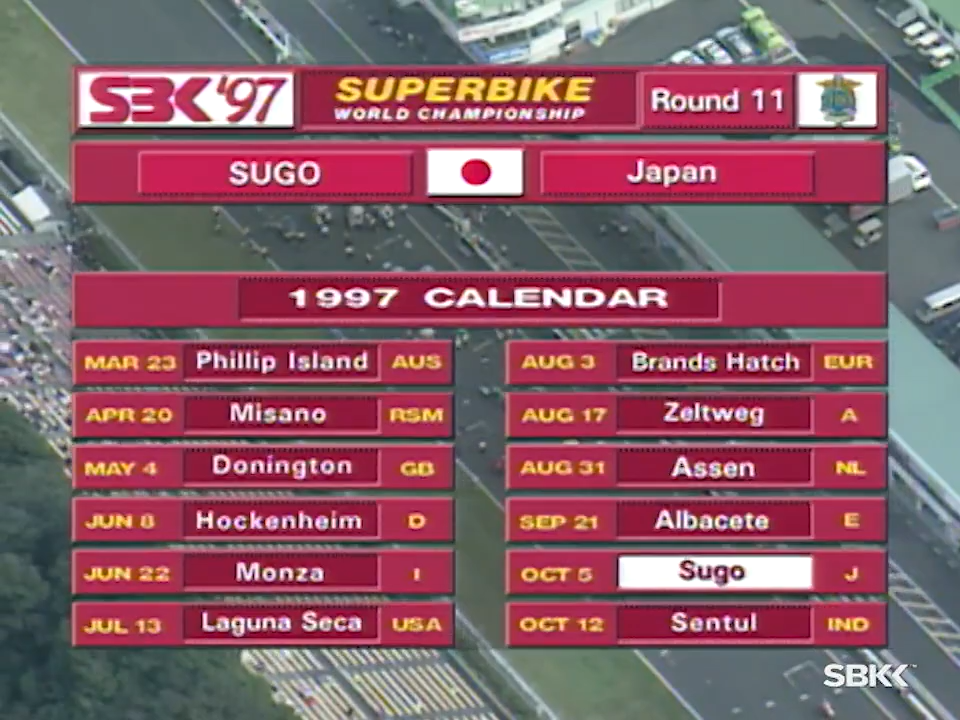 SBK '97 SUPERBIKE WORLD CHAMPIONSHIP Round 11
SUGO Japan
1997 CALENDAR
MAR 23 Phillip Island AUS
APR 20 Misano RSM
MAY 4 Donington GB
JUN 8 Hockenheim D
JUN 22 Monza I
JUL 13 Laguna Seca USA
AUG 3 Brands Hatch EUR
AUG 17 Zeltweg A
AUG 31 Assen NL
SEP 21 Albacete E
OCT 5 Sugo J
OCT 12 Sentul IND
SBK